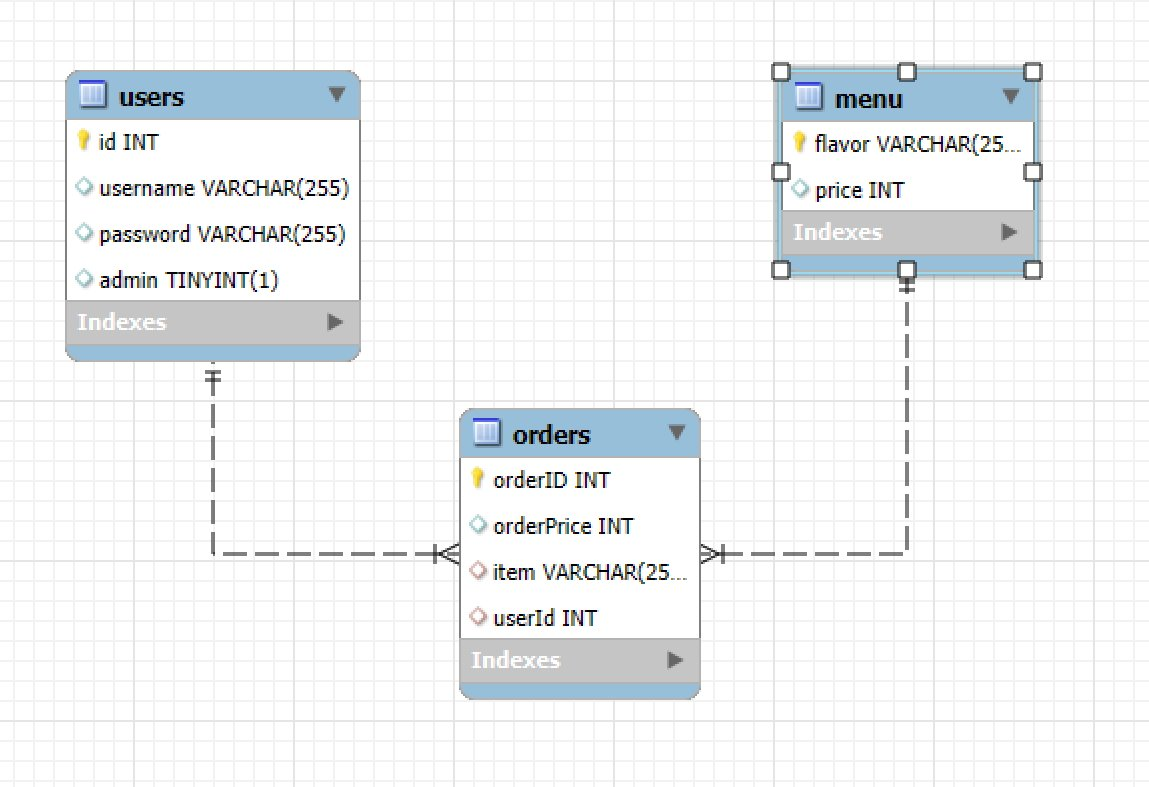 users
id INT
username VARCHAR(255)
password VARCHAR(255)
admin TINYINT(1)
Indexes
menu
flavor VARCHAR(25...
price INT
Indexes
orders
orderID INT
orderPrice INT
item VARCHAR(25...
userId INT
Indexes